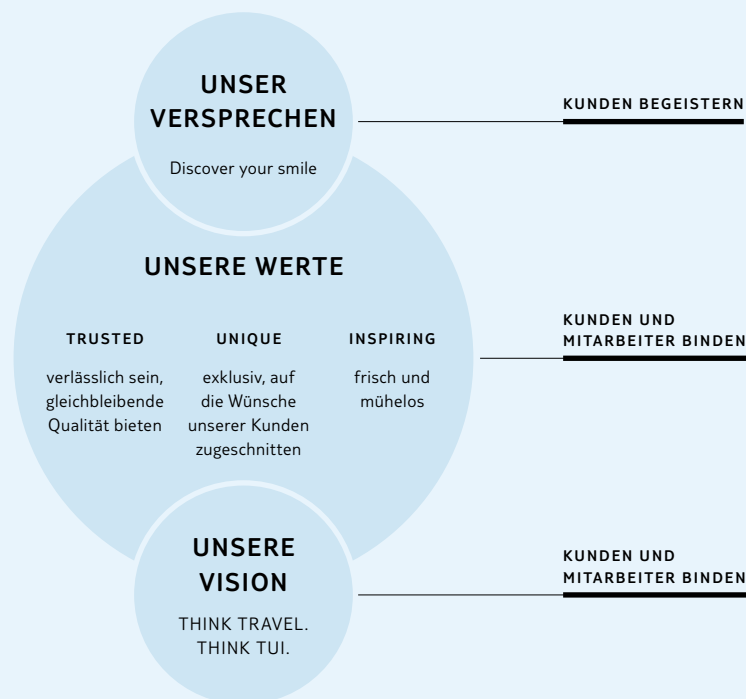 UNSER
VERSPRECHEN
Discover your smile
KUNDEN BEGEISTERN
UNSERE WERTE
TRUSTED
verlässlich sein,
gleichbleibende
Qualität bieten
UNIQUE
exklusiv, auf
die Wünsche
unserer Kunden
zugeschnitten
INSPIRING
frisch und
mühelos
KUNDEN UND
MITARBEITER BINDEN
UNSERE
VISION
THINK TRAVEL.
THINK TUI.
KUNDEN UND
MITARBEITER BINDEN